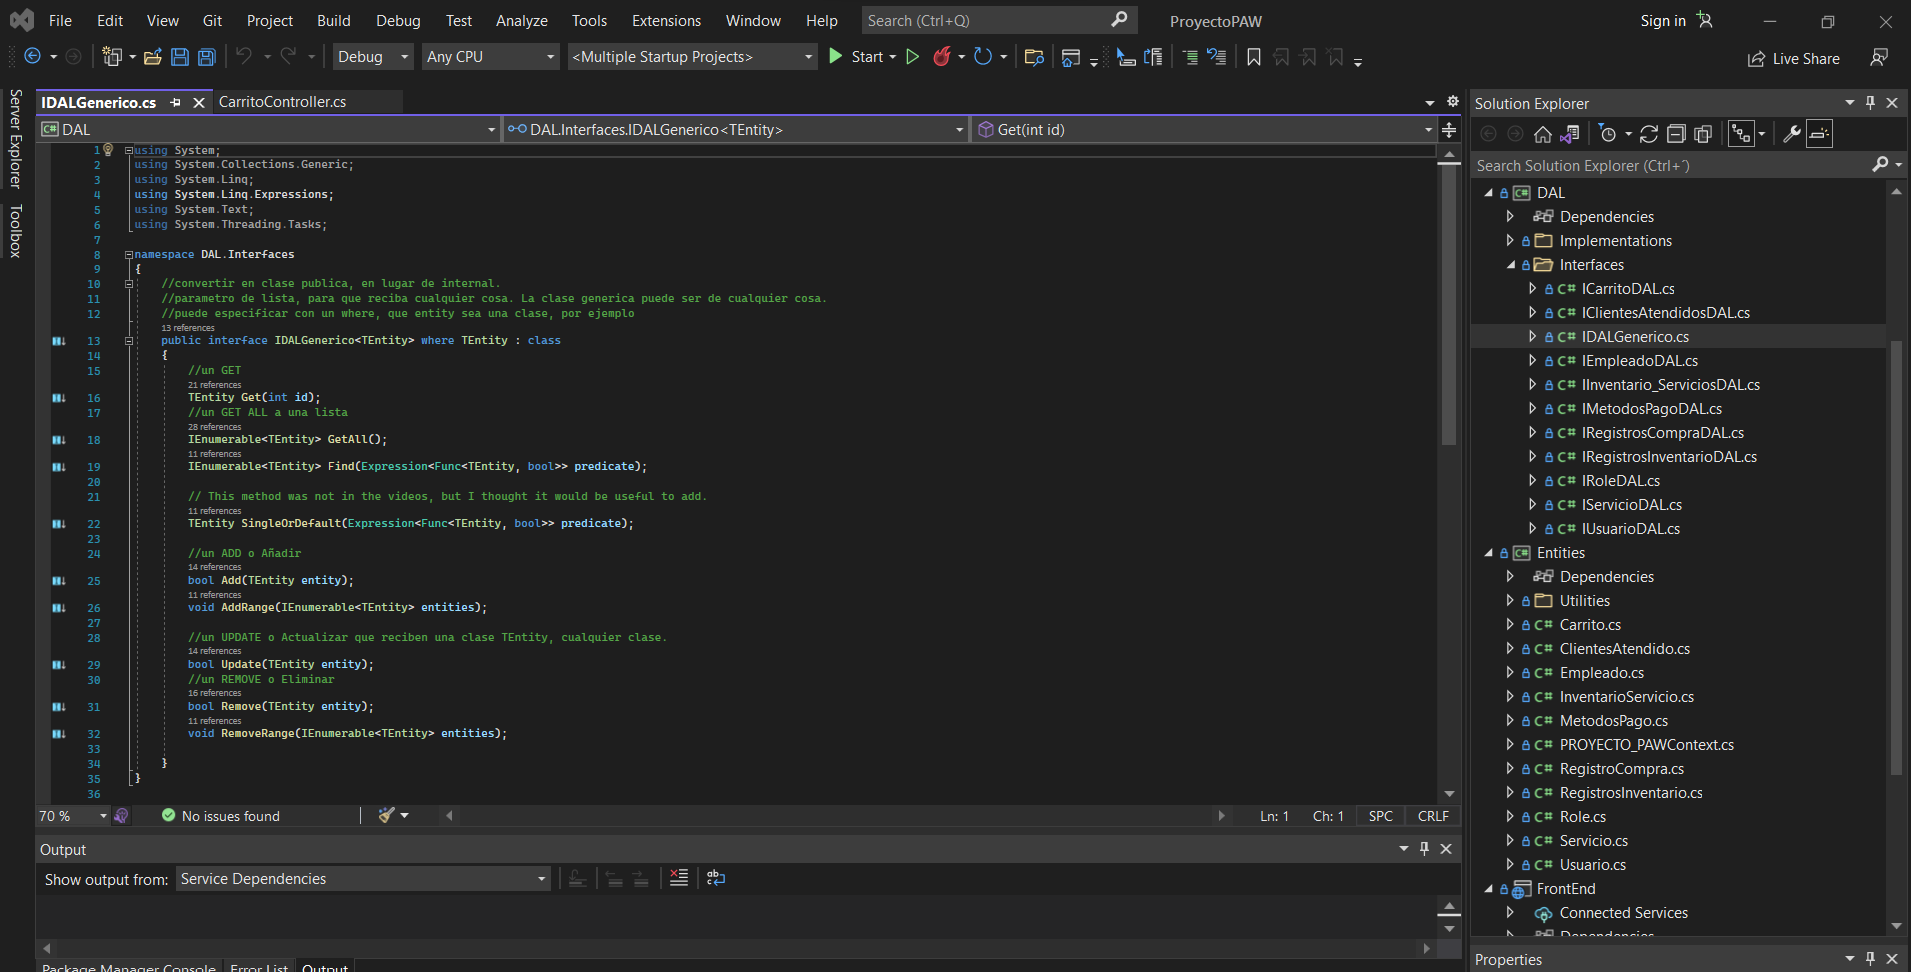 File Edit View Git Project Build Debug Test Analyze Tools Extensions Window Help Search (Ctrl+Q) ProyectoPAW Sign in
Debug Any CPU <Multiple Startup Projects> Start Live Share
Server Explorer
Toolbox
IDALGenerico.cs CarritoController.cs
C# DAL DAL.Interfaces.IDALGenerico<TEntity> Get(int id)
1 using System;
2 using System.Collections.Generic;
3 using System.Linq;
4 using System.Linq.Expressions;
5 using System.Text;
6 using System.Threading.Tasks;
7
8 namespace DAL.Interfaces
9 {
10 //convertir en clase publica, en lugar de internal.
11 //parametro de lista, para que reciba cualquier cosa. La clase generica puede ser de cualquier cosa.
12 //puede especificar con un where, que entity sea una clase, por ejemplo
13 references
13 public interface IDALGenerico<TEntity> where TEntity : class
14 {
15 //un GET
21 references
16 TEntity Get(int id);
17 //un GET ALL a una lista
28 references
18 IEnumerable<TEntity> GetAll();
11 references
19 IEnumerable<TEntity> Find(Expression<Func<TEntity, bool>> predicate);
20
21 // This method was not in the videos, but I thought it would be useful to add.
11 references
22 TEntity SingleOrDefault(Expression<Func<TEntity, bool>> predicate);
23
24 //un ADD o Añadir
14 references
25 bool Add(TEntity entity);
11 references
26 void AddRange(IEnumerable<TEntity> entities);
27
28 //un UPDATE o Actualizar que reciben una clase TEntity, cualquier clase.
14 references
29 bool Update(TEntity entity);
30 //un REMOVE o Eliminar
16 references
31 bool Remove(TEntity entity);
11 references
32 void RemoveRange(IEnumerable<TEntity> entities);
33
34 }
35 }
36
70 % No issues found Ln: 1 Ch: 1 SPC CRLF
Output
Show output from: Service Dependencies
Package Manager Console Error List Output
Solution Explorer
Search Solution Explorer (Ctrl+´)
C# DAL
Dependencies
Implementations
Interfaces
C# ICarritoDAL.cs
C# IClientesAtendidosDAL.cs
C# IDALGenerico.cs
C# IEmpleadoDAL.cs
C# IInventario_ServiciosDAL.cs
C# IMetodosPagoDAL.cs
C# IRegistrosCompraDAL.cs
C# IRegistrosInventarioDAL.cs
C# IRoleDAL.cs
C# IServicioDAL.cs
C# IUsuarioDAL.cs
C# Entities
Dependencies
Utilities
C# Carrito.cs
C# ClientesAtendido.cs
C# Empleado.cs
C# InventarioServicio.cs
C# MetodosPago.cs
C# PROYECTO_PAWContext.cs
C# RegistroCompra.cs
C# RegistrosInventario.cs
C# Role.cs
C# Servicio.cs
C# Usuario.cs
FrontEnd
Connected Services
Dependencies
Properties